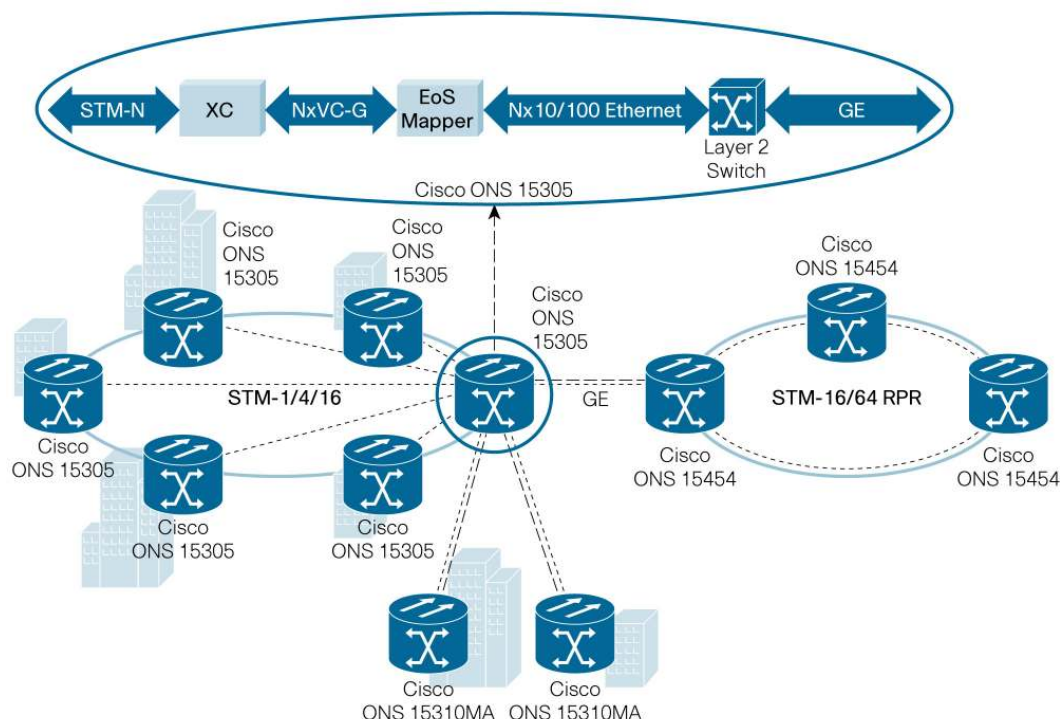 STM-N
XC
NxVC-G
EoS
Mapper
Nx10/100 Ethernet
Layer 2
Switch
GE
Cisco ONS 15305
Cisco
ONS
15305
Cisco
ONS
15305
Cisco
ONS
15305
Cisco
ONS 15454
STM-1/4/16
GE
STM-16/64 RPR
Cisco
ONS 15305
Cisco
ONS 15305
Cisco
ONS 15305
Cisco
ONS 15454
Cisco
ONS 15454
Cisco
ONS 15310MA
Cisco
ONS 15310MA